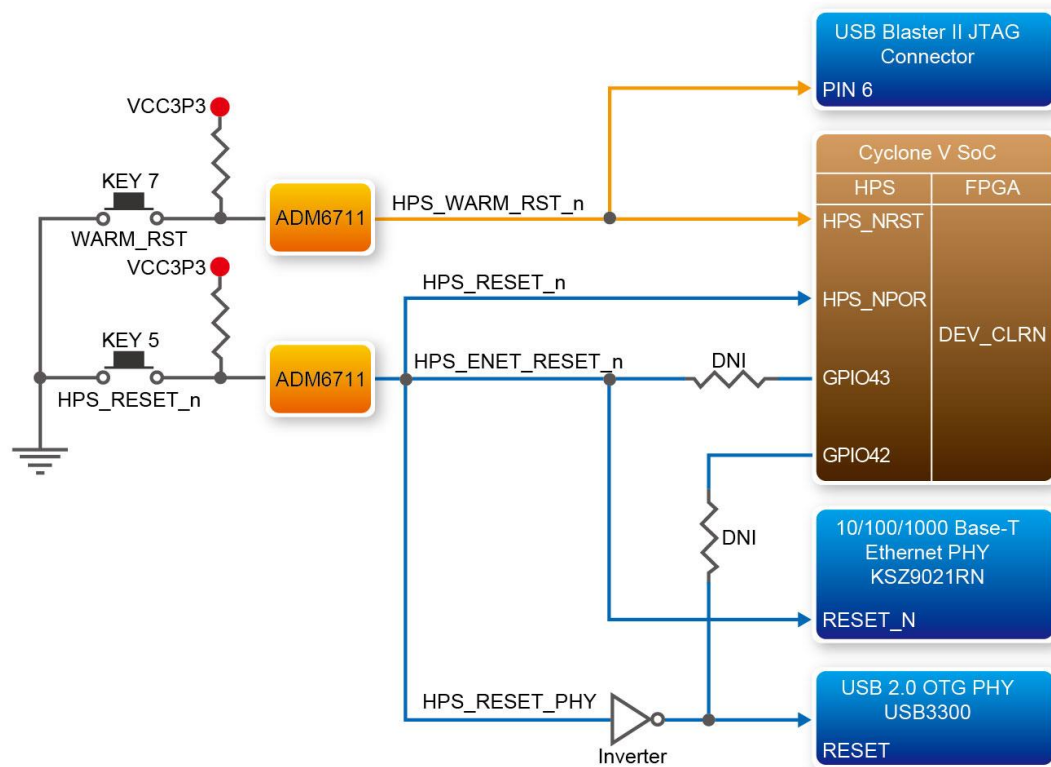 USB Blaster II JTAG
Connector
PIN 6
VCC3P3
Cyclone V SoC
HPS
FPGA
KEY 7
ADM6711
HPS_WARM_RST_n
HPS_NRST
WARM_RST
VCC3P3
HPS_RESET_n
HPS_NPOR
DEV_CLRN
KEY 5
ADM6711
HPS_ENET_RESET_n
DNI
GPIO43
HPS_RESET_n
GPIO42
DNI
10/100/1000 Base-T
Ethernet PHY
KSZ9021RN
RESET_N
HPS_RESET_PHY
Inverter
USB 2.0 OTG PHY
USB3300
RESET